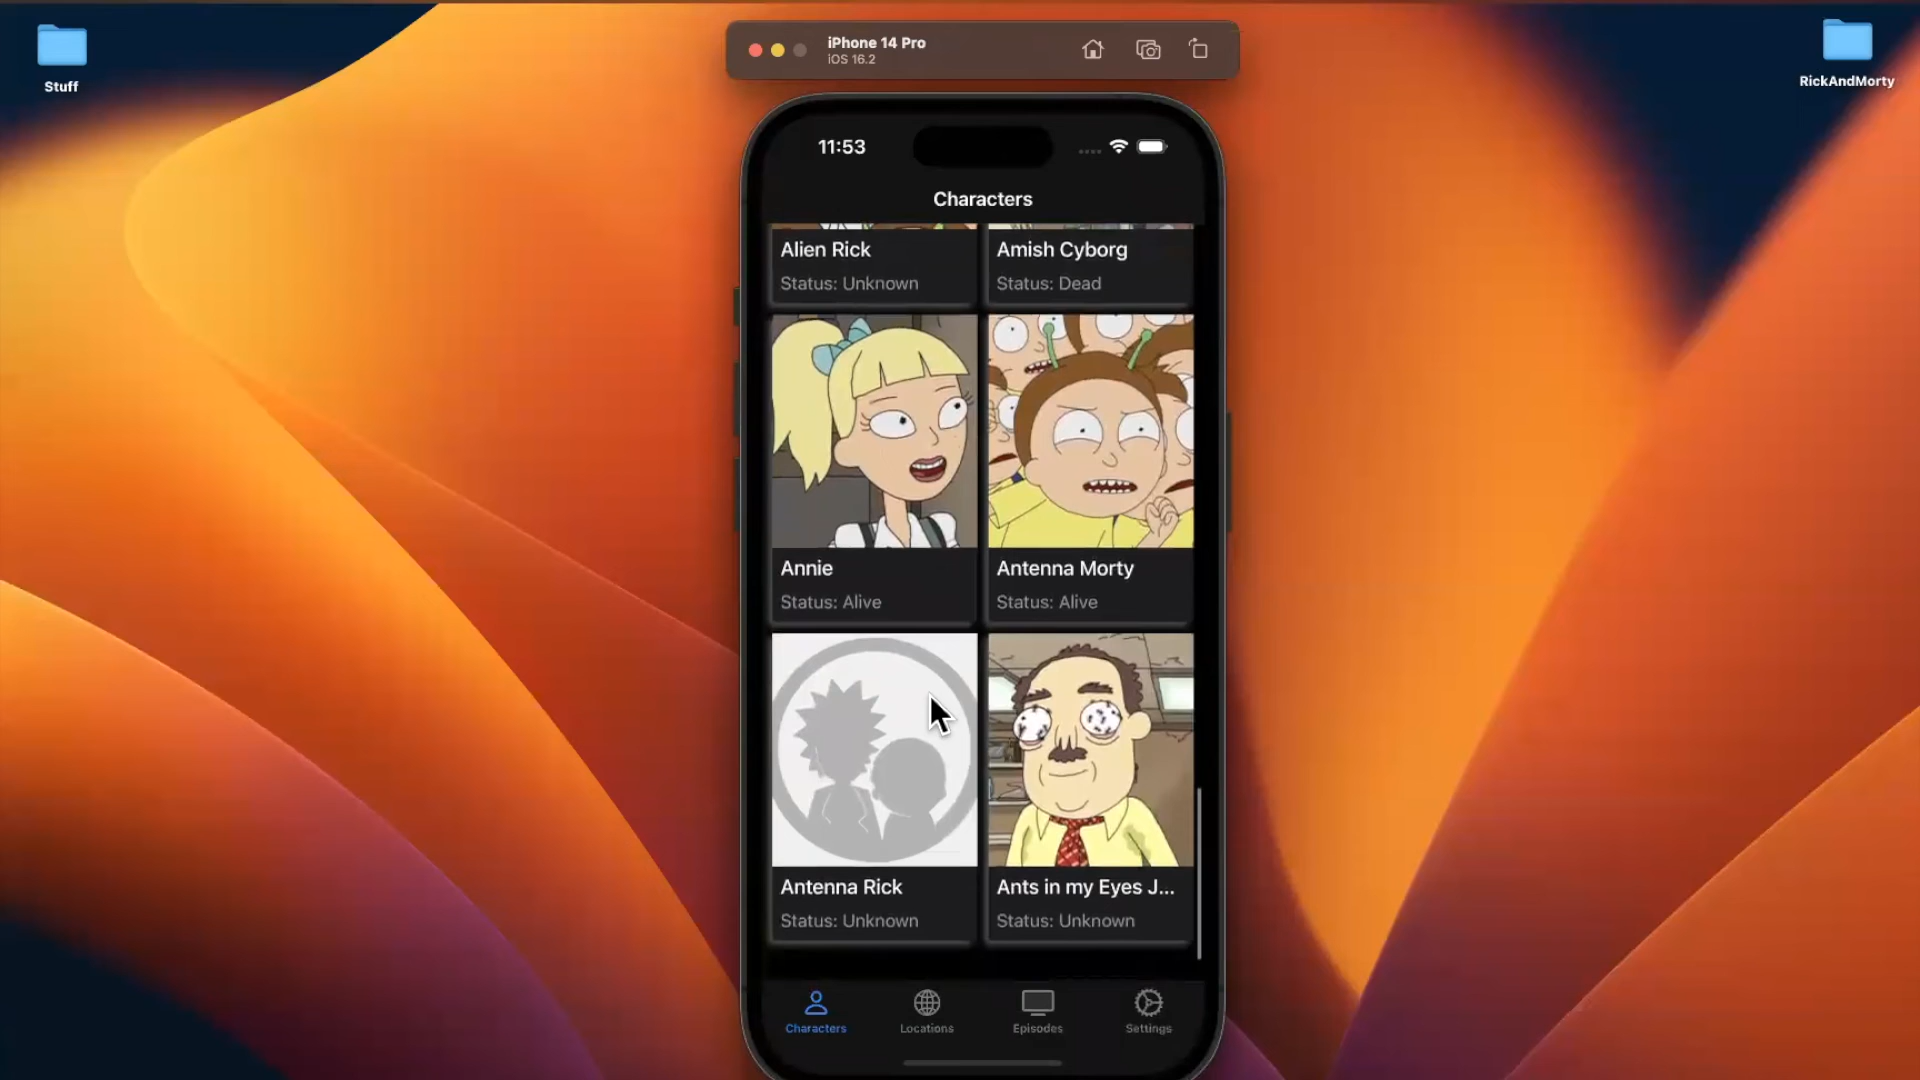 Stuff
iPhone 14 Pro
iOS 16.2
RickAndMorty
11:53
Characters
Alien Rick
Status: Unknown
Amish Cyborg
Status: Dead
Annie
Status: Alive
Antenna Morty
Status: Alive
Antenna Rick
Status: Unknown
Ants in my Eyes J...
Status: Unknown
Characters
Locations
Episodes
Settings